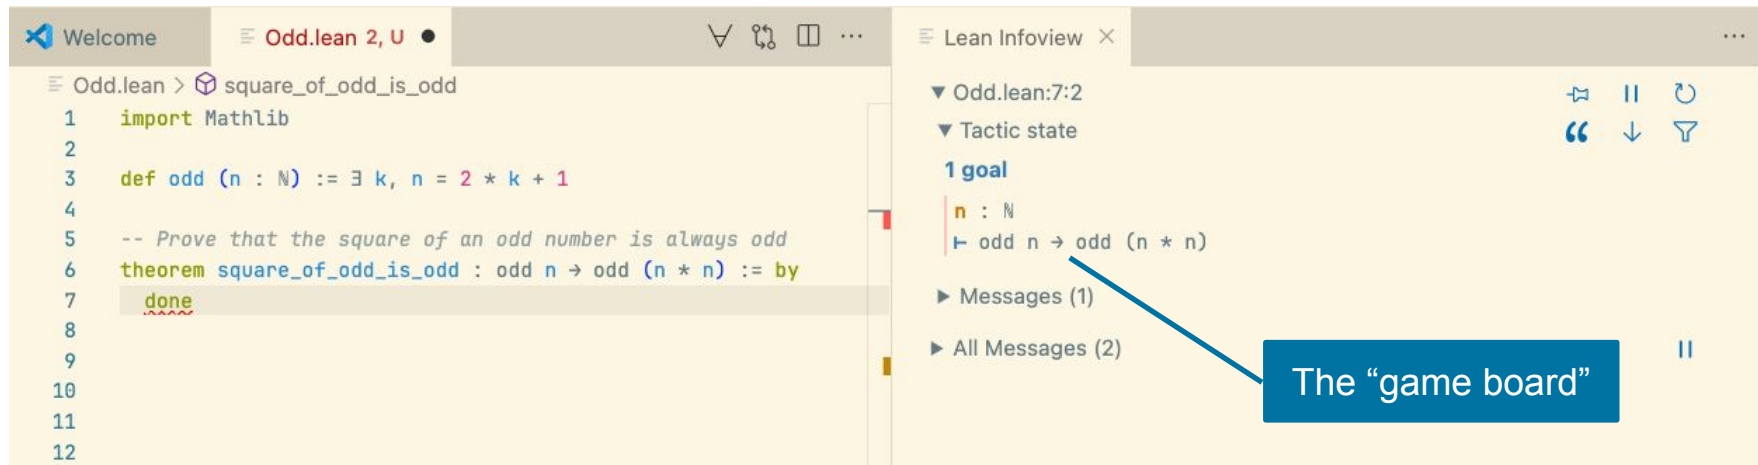 Welcome
Odd.lean 2, U ●
Odd.lean > square_of_odd_is_odd
1 import Mathlib
2
3 def odd (n : ℕ) := ∃ k, n = 2 * k + 1
4
5 -- Prove that the square of an odd number is always odd
6 theorem square_of_odd_is_odd : odd n → odd (n * n) := by
7 done
8
9
10
11
12
Lean Infoview ×
▼ Odd.lean:7:2
▼ Tactic state
1 goal
n : ℕ
⊢ odd n → odd (n * n)
▶ Messages (1)
▶ All Messages (2)
The “game board”